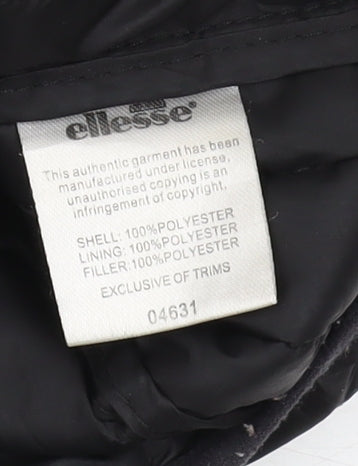 ellesse
This authentic garment has been
manufactured under license,
unauthorised copying is an
infringement of copyright.
SHELL: 100%POLYESTER
LINING: 100%POLYESTER
FILLER:100%POLYESTER
EXCLUSIVE OF TRIMS
04631